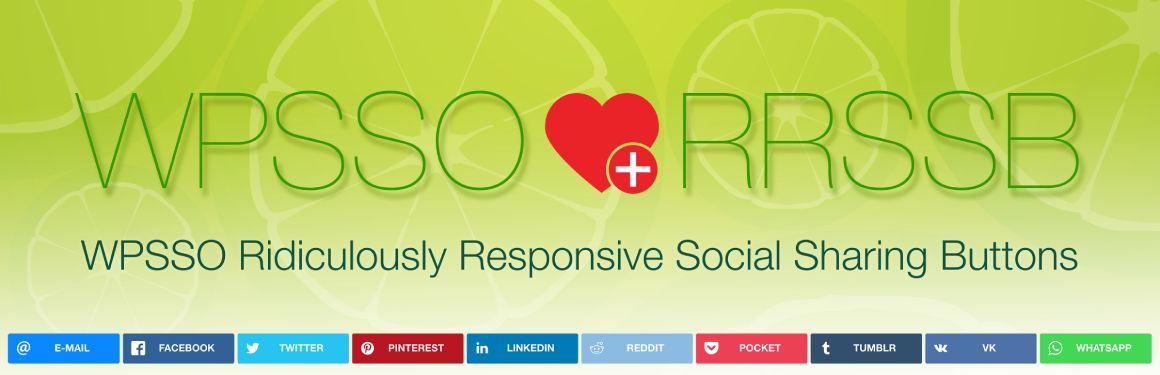 WPSSO RRSSB
WPSSO Ridiculously Responsive Social Sharing Buttons
E-MAIL FACEBOOK TWITTER PINTEREST LINKEDIN REDDIT POCKET TUMBLR VK WHATSAPP